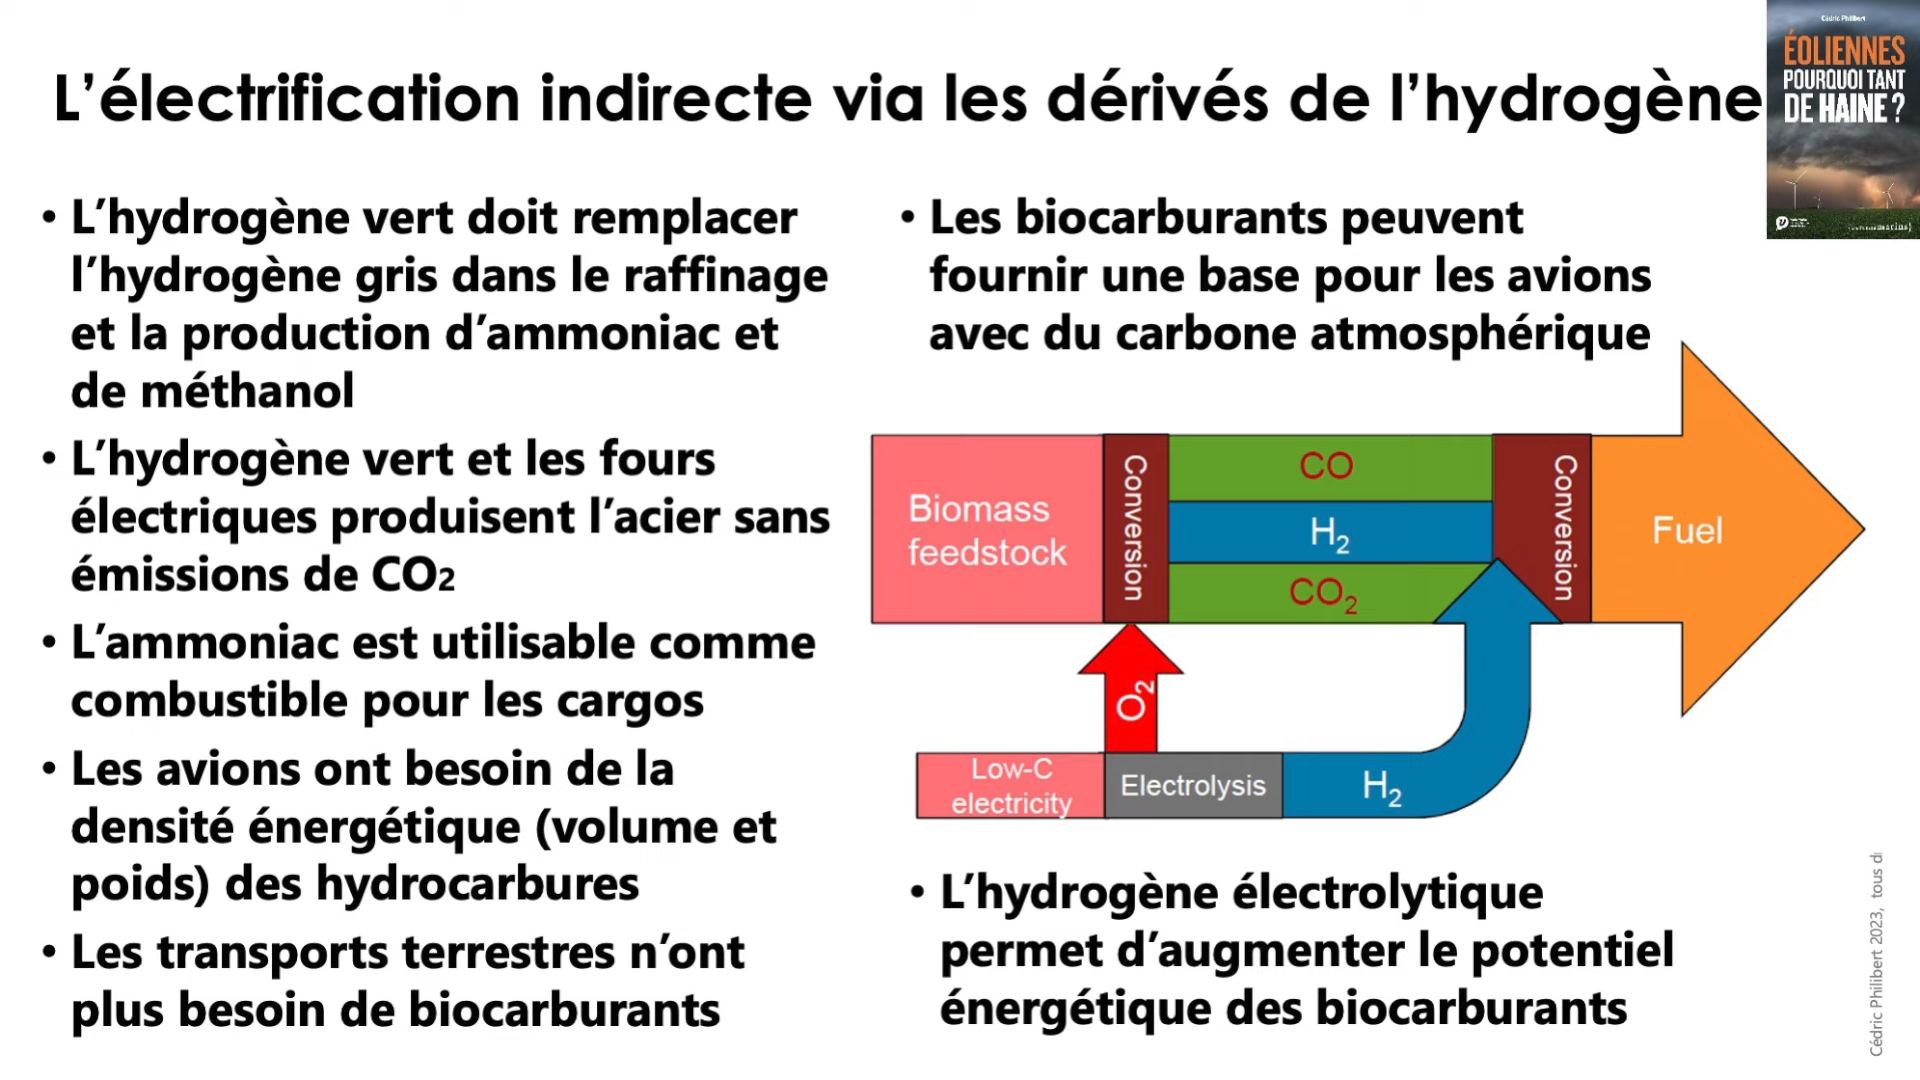 L’électrification indirecte via les dérivés de l’hydrogène
Cédric Philibert
ÉOLIENNES
POURQUOI TANT
DE HAINE ?
• L’hydrogène vert doit remplacer
l’hydrogène gris dans le raffinage
et la production d’ammoniac et
de méthanol
• L’hydrogène vert et les fours
électriques produisent l’acier sans
émissions de CO2
• L’ammoniac est utilisable comme
combustible pour les cargos
• Les avions ont besoin de la
densité énergétique (volume et
poids) des hydrocarbures
• Les transports terrestres n’ont
plus besoin de biocarburants
• Les biocarburants peuvent
fournir une base pour les avions
avec du carbone atmosphérique
Biomass
feedstock
Conversion
CO
H2
CO2
Conversion
Fuel
O2
Low-C
electricity
Electrolysis
H2
• L’hydrogène électrolytique
permet d’augmenter le potentiel
énergétique des biocarburants
Cédric Philibert 2023, tous d